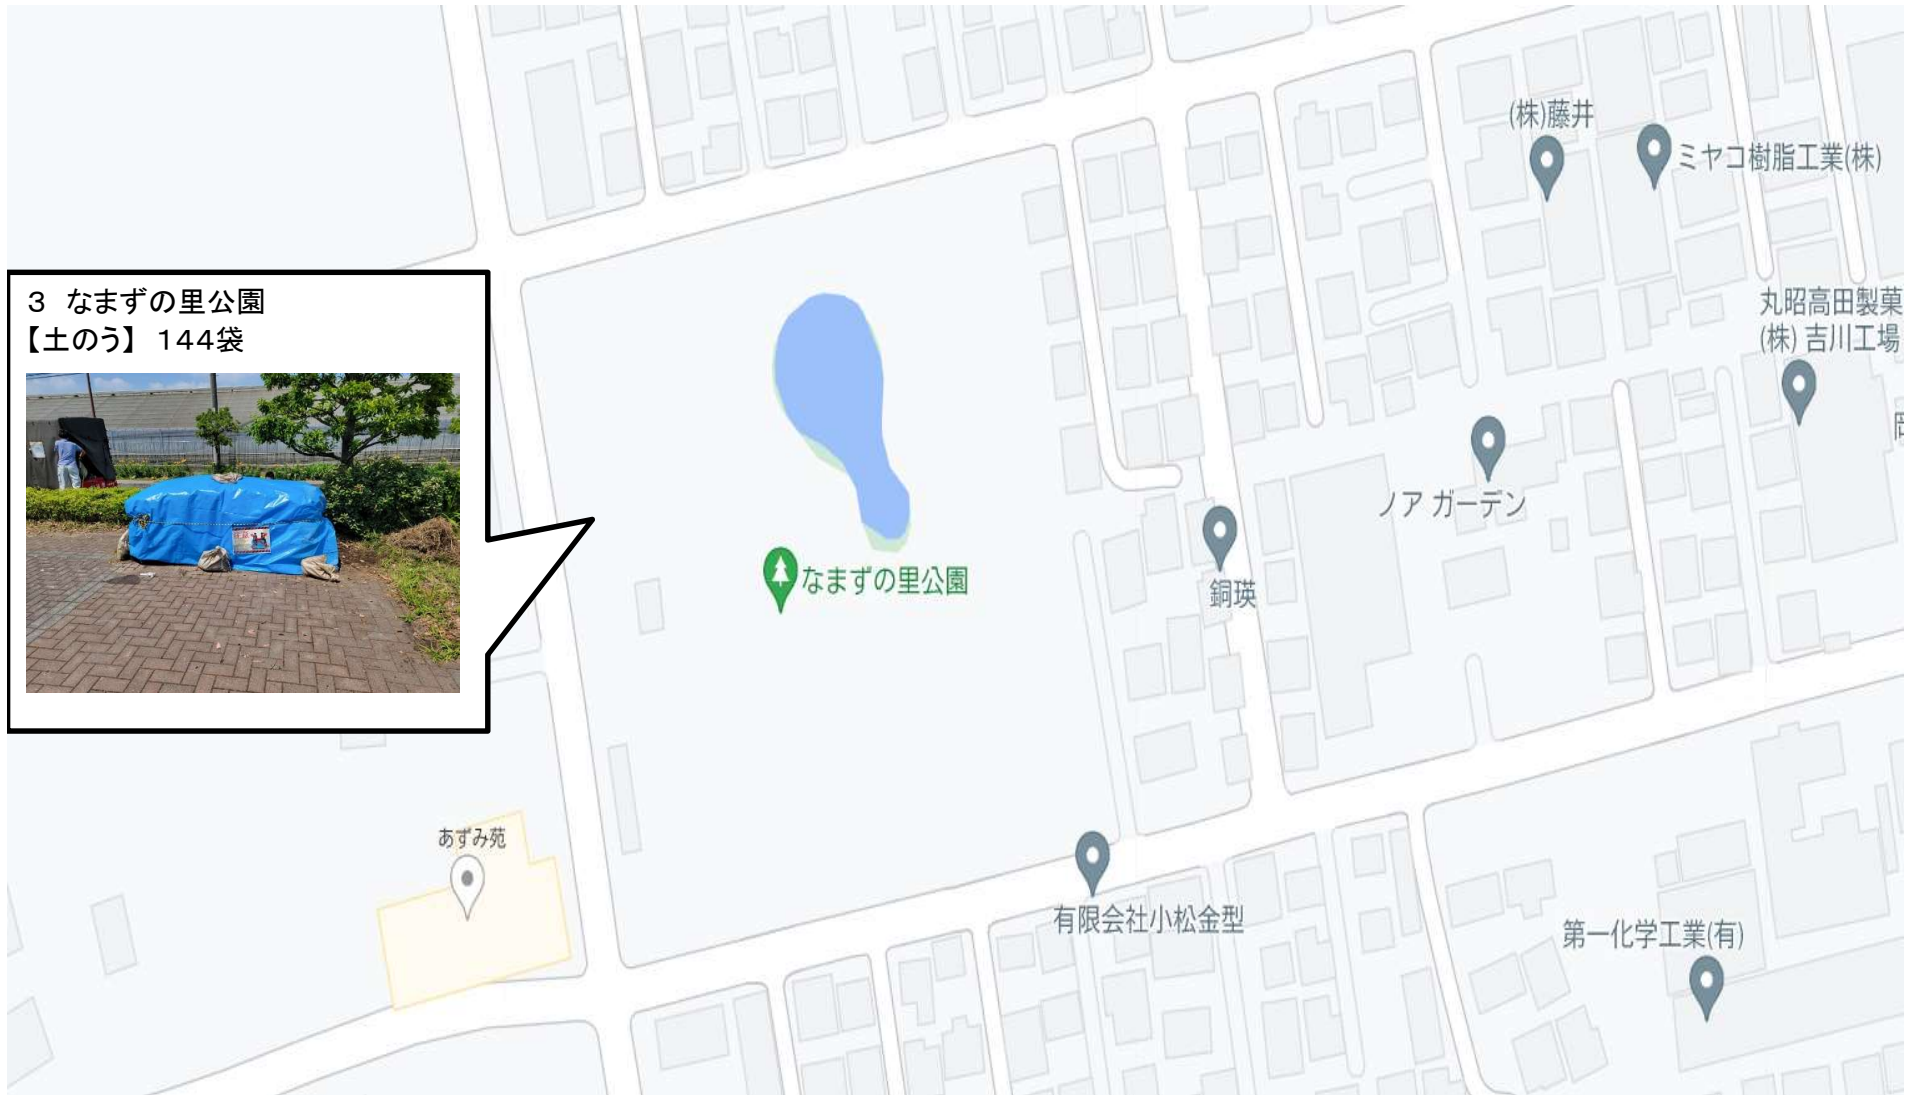 3 なまずの里公園
【土のう】 144袋
(株)藤井
ミヤコ樹脂工業(株)
丸昭高田製菓
(株) 吉川工場
ノア ガーデン
銅瑛
なまずの里公園
あずみ苑
有限会社小松金型
第一化学工業(有)